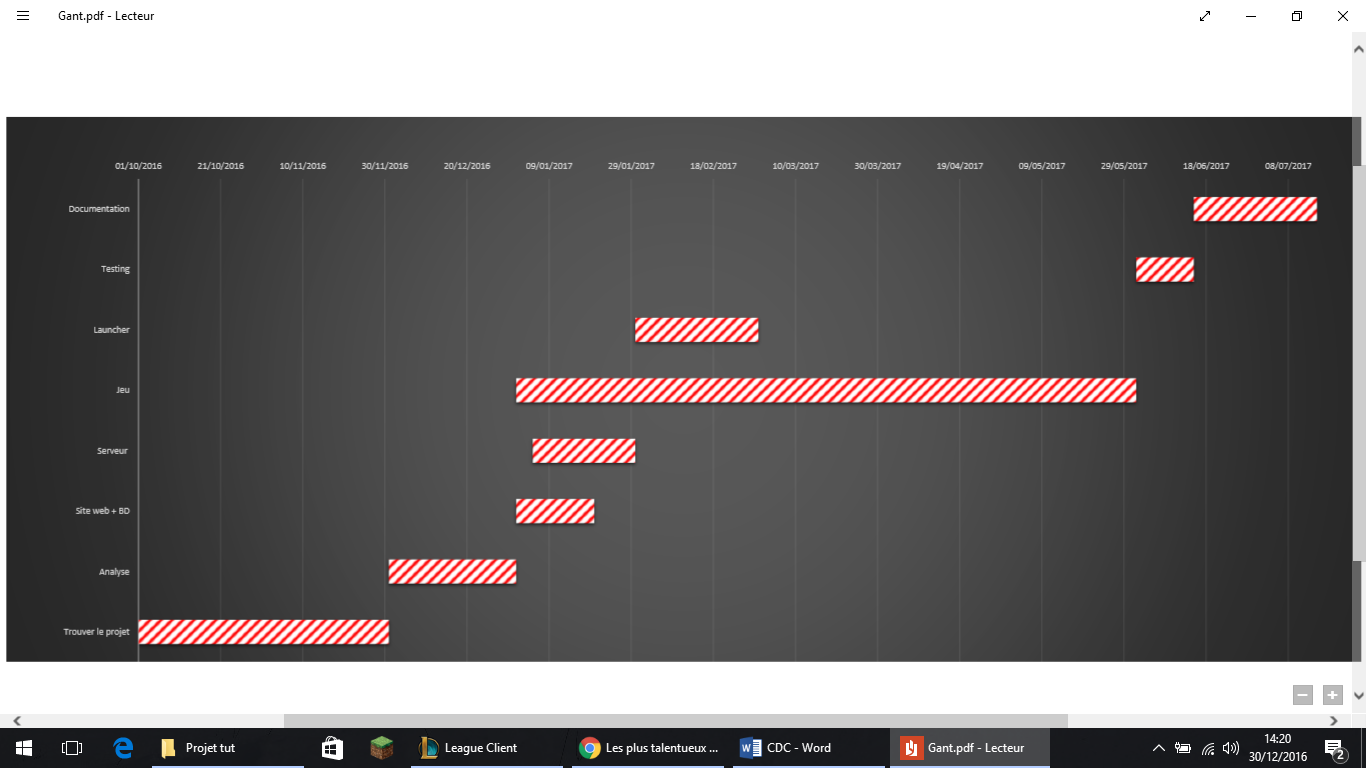 Gant.pdf - Lecteur
01/10/2016 21/10/2016 10/11/2016 30/11/2016 20/12/2016 09/01/2017 29/01/2017 18/02/2017 10/03/2017 30/03/2017 19/04/2017 09/05/2017 29/05/2017 18/06/2017 08/07/2017
Documentation
Testing
Launcher
Jeu
Serveur
Site web + BD
Analyse
Trouver le projet
Projet tut League Client Les plus talentueux ... CDC - Word Gant.pdf - Lecteur
14:20
30/12/2016
2